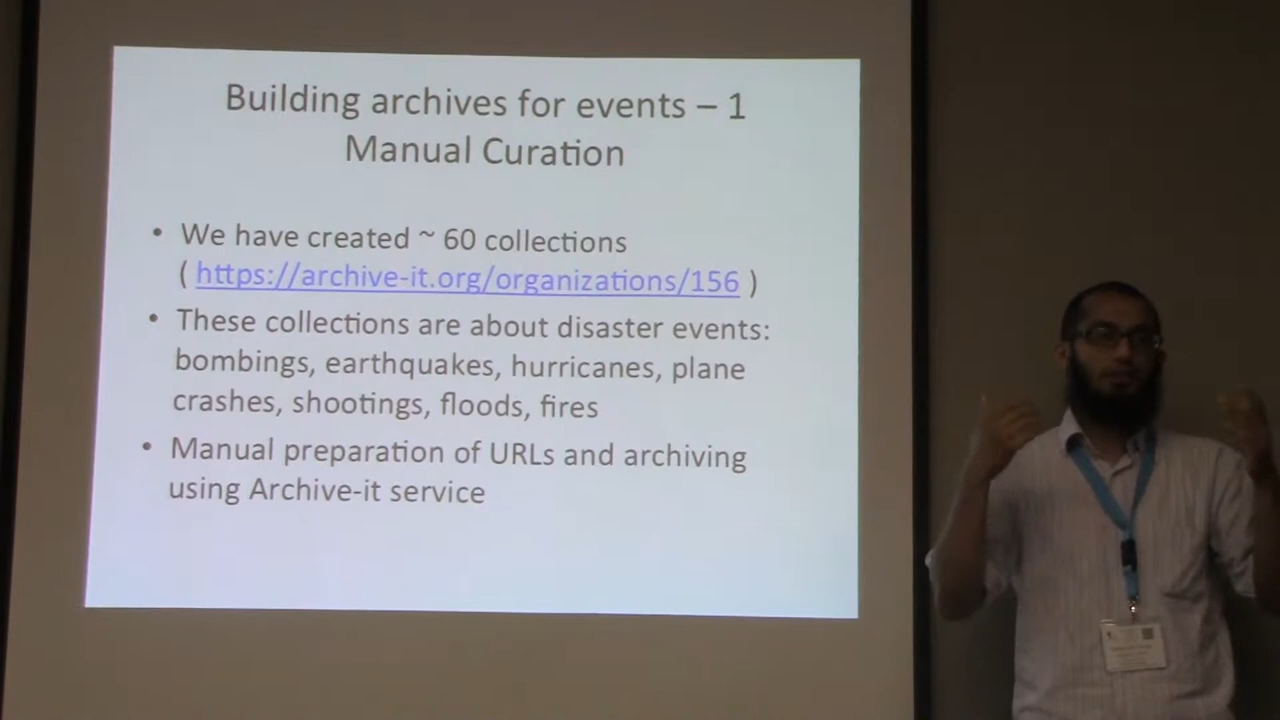 Building archives for events – 1
Manual Curation
• We have created ~ 60 collections
( https://archive-it.org/organizations/156 )
• These collections are about disaster events:
bombings, earthquakes, hurricanes, plane
crashes, shootings, floods, fires
• Manual preparation of URLs and archiving
using Archive-it service